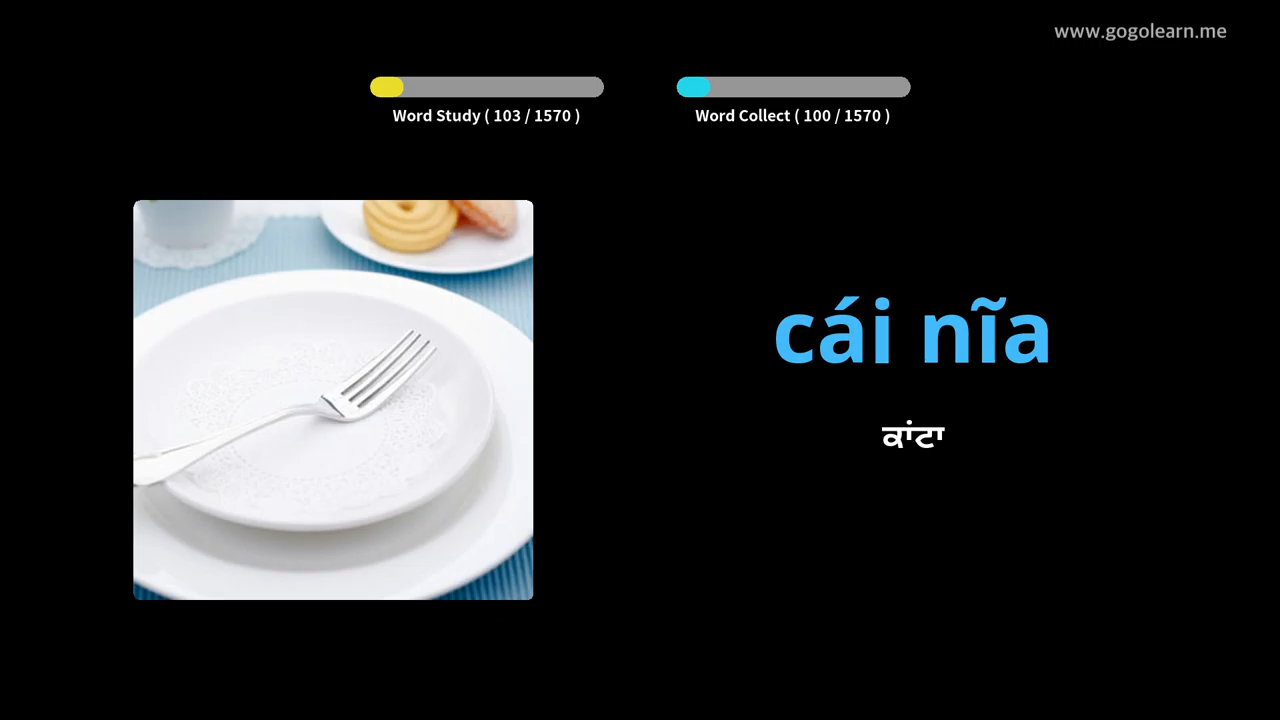 www.gogolearn.me
Word Study ( 103 / 1570 )
Word Collect ( 100 / 1570 )
cái nĩa
ਕਾਂਟਾ